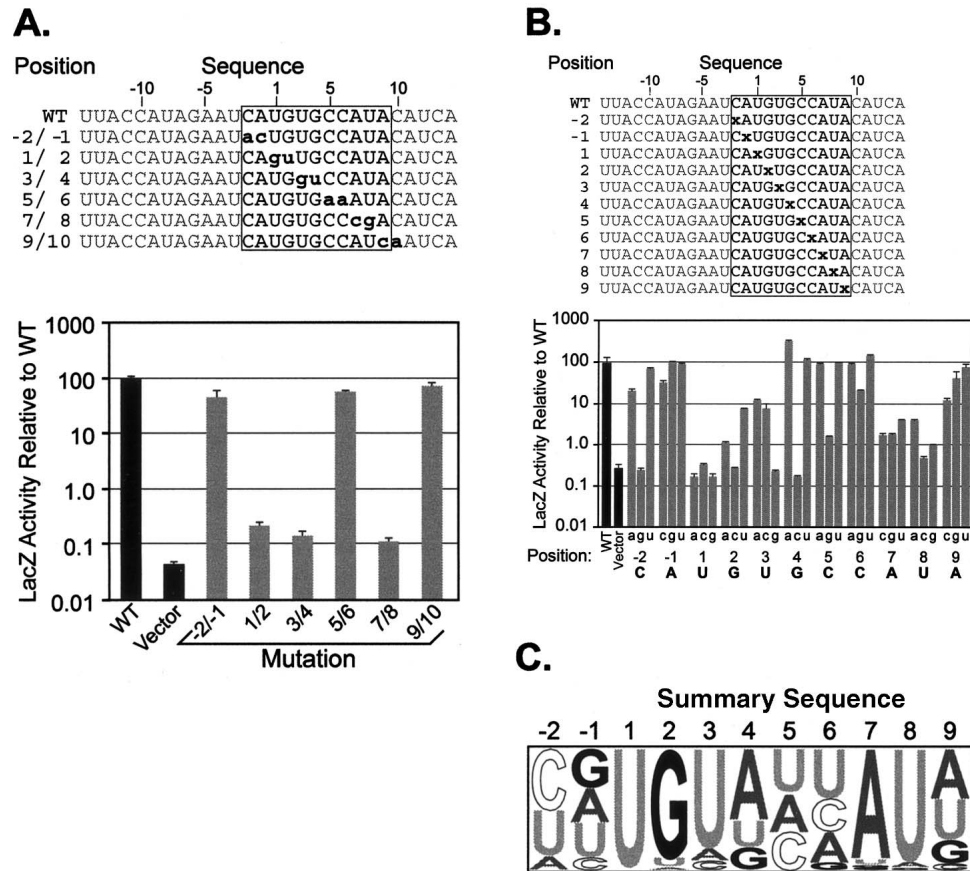 A.
Position Sequence
-10 -5 1 5 10
WT UUACCAUAGAAUCAUGUGCCAUACAUCA
-2/ -1 UUACCAUAGAAUacUGUGCCAUACAUCA
1/ 2 UUACCAUAGAAUCAguUGCCAUACAUCA
3/ 4 UUACCAUAGAAUCAUGguCCAUACAUCA
5/ 6 UUACCAUAGAAUCAUGUGaaAUACAUCA
7/ 8 UUACCAUAGAAUCAUGUGCCcgACAUCA
9/10 UUACCAUAGAAUCAUGUGCCAUcaAUCA
LacZ Activity Relative to WT
1000
100
10
1.0
0.1
0.01
WT Vector -2/-1 1/2 3/4 5/6 7/8 9/10
Mutation
B.
Position Sequence
-10 -5 1 5 10
WT UUACCAUAGAAUCAUGUGCCAUACAUCA
-2 UUACCAUAGAAUxAUGUGCCAUACAUCA
-1 UUACCAUAGAAUCxUGUGCCAUACAUCA
1 UUACCAUAGAAUCAxGUGCCAUACAUCA
2 UUACCAUAGAAUCAUxUGCCAUACAUCA
3 UUACCAUAGAAUCAUGxGCCAUACAUCA
4 UUACCAUAGAAUCAUGUxCCAUACAUCA
5 UUACCAUAGAAUCAUGUGxCAUACAUCA
6 UUACCAUAGAAUCAUGUGCxAUACAUCA
7 UUACCAUAGAAUCAUGUGCCxUACAUCA
8 UUACCAUAGAAUCAUGUGCCAxACAUCA
9 UUACCAUAGAAUCAUGUGCCAUxCAUCA
LacZ Activity Relative to WT
1000
100
10
1.0
0.1
.01
WT Vector agu cgu acg acu acg acu agu agu cgu acg cgu
Position: -2 -1 1 2 3 4 5 6 7 8 9
C A U G U G C C A U A
C.
Summary Sequence
-2 -1 1 2 3 4 5 6 7 8 9
C G U G U A U U A U A
U A A U A C U
A U C G C A G